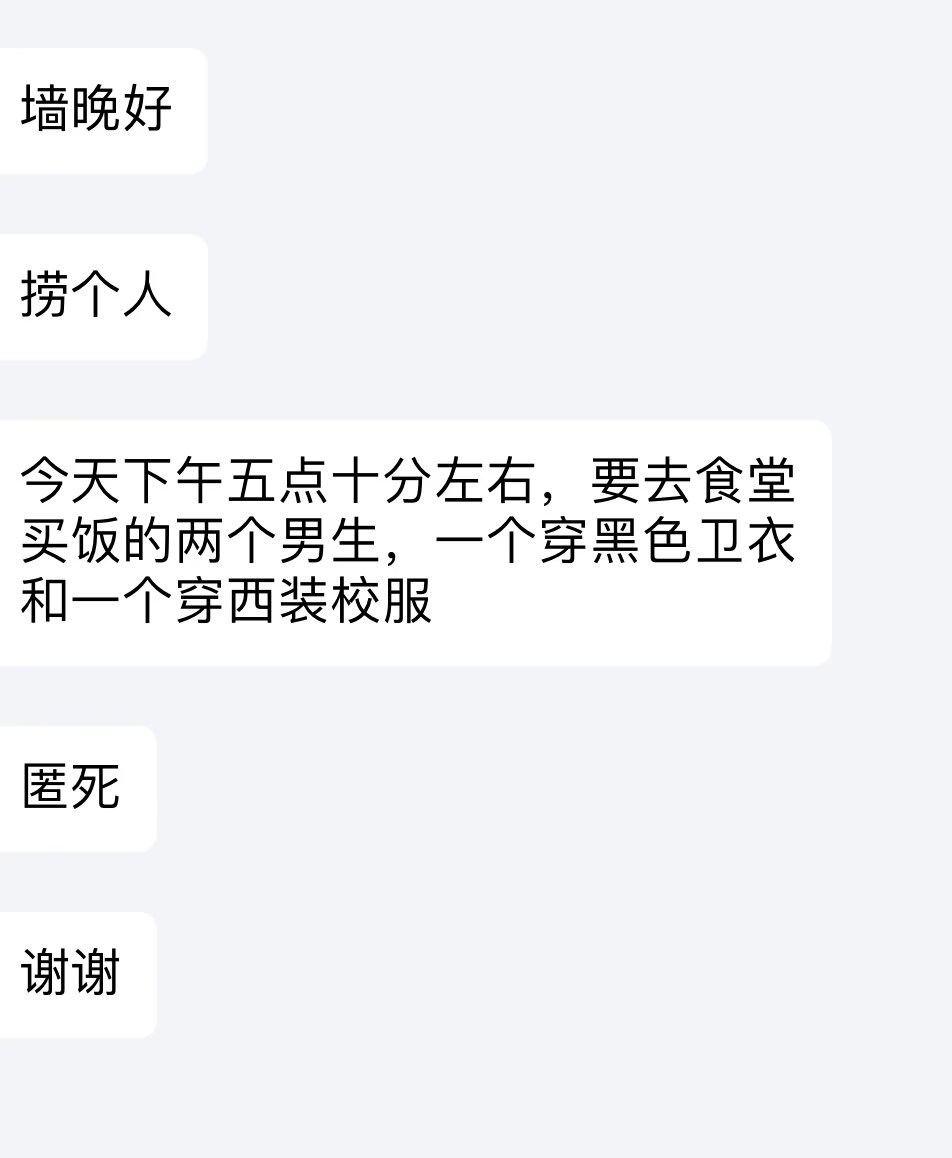 墙晚好
捞个人
今天下午五点十分左右，要去食堂
买饭的两个男生，一个穿黑色卫衣
和一个穿西装校服
匿死
谢谢